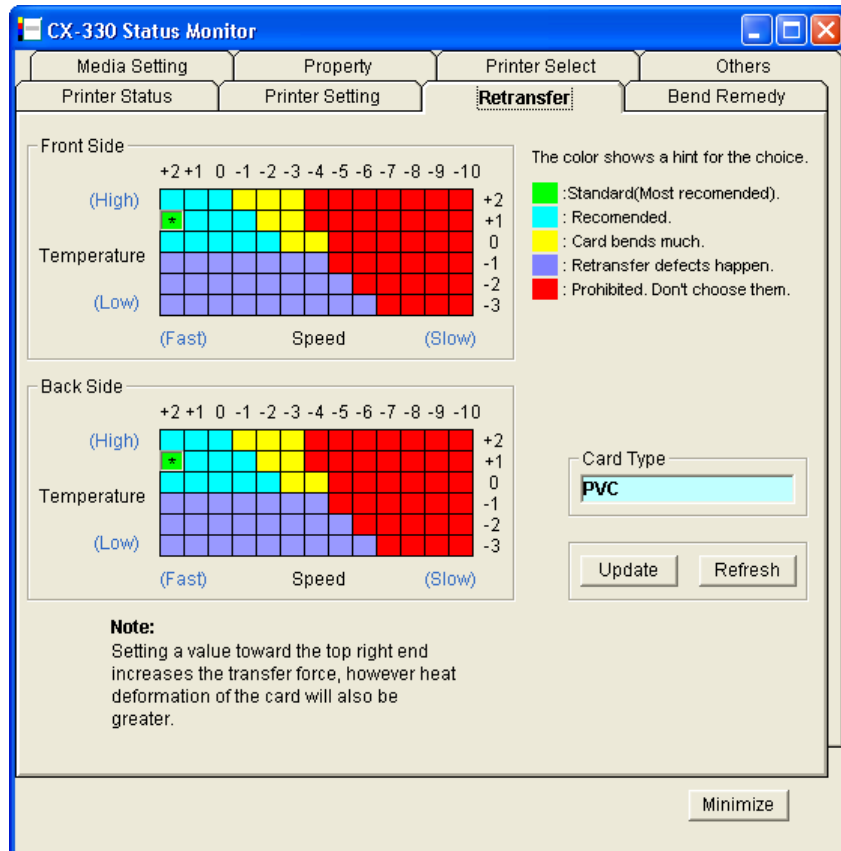 CX-330 Status Monitor
Media Setting Property Printer Select Others
Printer Status Printer Setting Retransfer Bend Remedy
Front Side
+2 +1 0 -1 -2 -3 -4 -5 -6 -7 -8 -9 -10
(High)
Temperature
(Low)
*
+2
+1
0
-1
-2
-3
(Fast) Speed (Slow)
The color shows a hint for the choice.
:Standard(Most recomended).
: Recomended.
: Card bends much.
: Retransfer defects happen.
: Prohibited. Don't choose them.
Back Side
+2 +1 0 -1 -2 -3 -4 -5 -6 -7 -8 -9 -10
(High)
Temperature
(Low)
*
+2
+1
0
-1
-2
-3
(Fast) Speed (Slow)
Card Type
PVC
Update Refresh
Note:
Setting a value toward the top right end
increases the transfer force, however heat
deformation of the card will also be
greater.
Minimize